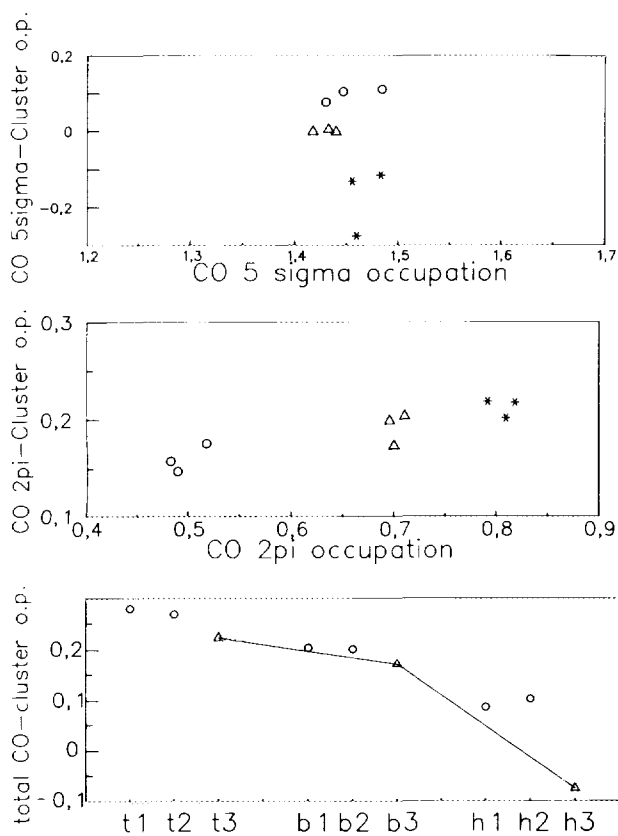 CO 5sigma-Cluster o.p.
0,2
0,1
0
-0,2
1,2 1,3 1,4 1,5 1,6 1,7
CO 5 sigma occupation
CO 2pi-Cluster o.p.
0,3
0,2
0,1
0,4 0,5 0,6 0,7 0,8 0,9
CO 2pi occupation
total CO-cluster o.p.
0,2
0,1
0
-0,1
t1 t2 t3 b1 b2 b3 h1 h2 h3